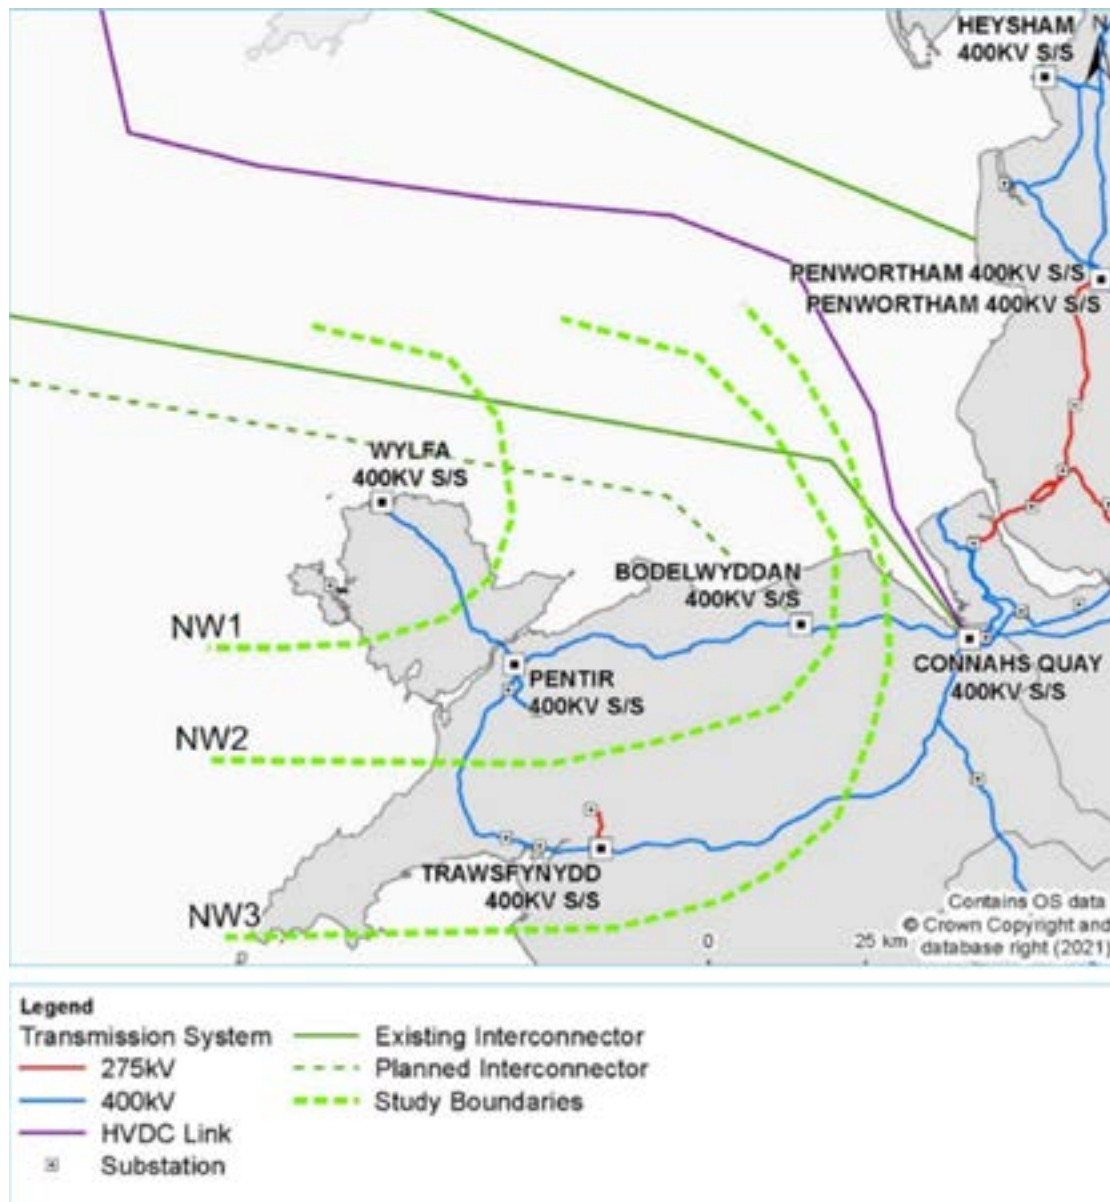 HEYSHAM
400KV S/S
N
PENWORTHAM 400KV S/S
PENWORTHAM 400KV S/S
WYLFA
400KV S/S
BODELWYDDAN
400KV S/S
NW1
CONNAHS QUAY
400KV S/S
PENTIR
400KV S/S
NW2
TRAWSFYNYDD
400KV S/S
NW3
Contains OS data
© Crown Copyright and
database right (2021)
0 25 km
Legend
Transmission System
275kV
400kV
HVDC Link
Substation
Existing Interconnector
Planned Interconnector
Study Boundaries